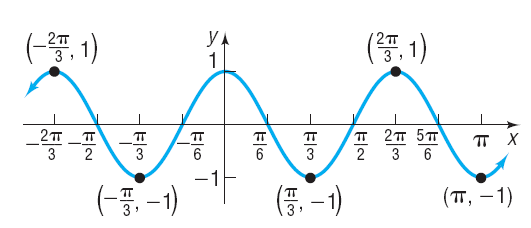 (-2π/3, 1)
y
(2π/3, 1)
1
-2π/3 -π/2 -π/3 -π/6 π/6 π/3 π/2 2π/3 5π/6 π x
-1
(-π/3, -1)
(π/3, -1)
(π, -1)